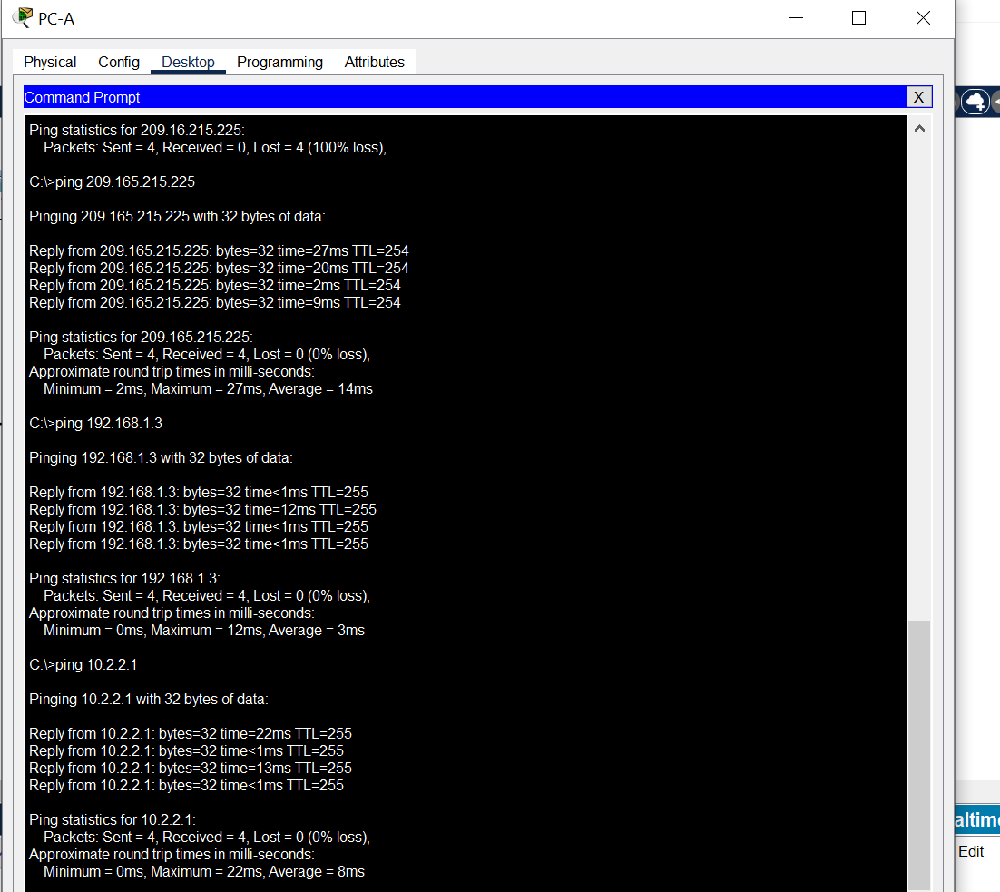 PC-A
Physical Config Desktop Programming Attributes
Command Prompt X
Ping statistics for 209.16.215.225:
Packets: Sent = 4, Received = 0, Lost = 4 (100% loss),
C:\>ping 209.165.215.225
Pinging 209.165.215.225 with 32 bytes of data:
Reply from 209.165.215.225: bytes=32 time=27ms TTL=254
Reply from 209.165.215.225: bytes=32 time=20ms TTL=254
Reply from 209.165.215.225: bytes=32 time=2ms TTL=254
Reply from 209.165.215.225: bytes=32 time=9ms TTL=254
Ping statistics for 209.165.215.225:
Packets: Sent = 4, Received = 4, Lost = 0 (0% loss),
Approximate round trip times in milli-seconds:
Minimum = 2ms, Maximum = 27ms, Average = 14ms
C:\>ping 192.168.1.3
Pinging 192.168.1.3 with 32 bytes of data:
Reply from 192.168.1.3: bytes=32 time<1ms TTL=255
Reply from 192.168.1.3: bytes=32 time=12ms TTL=255
Reply from 192.168.1.3: bytes=32 time<1ms TTL=255
Reply from 192.168.1.3: bytes=32 time<1ms TTL=255
Ping statistics for 192.168.1.3:
Packets: Sent = 4, Received = 4, Lost = 0 (0% loss),
Approximate round trip times in milli-seconds:
Minimum = 0ms, Maximum = 12ms, Average = 3ms
C:\>ping 10.2.2.1
Pinging 10.2.2.1 with 32 bytes of data:
Reply from 10.2.2.1: bytes=32 time=22ms TTL=255
Reply from 10.2.2.1: bytes=32 time<1ms TTL=255
Reply from 10.2.2.1: bytes=32 time=13ms TTL=255
Reply from 10.2.2.1: bytes=32 time<1ms TTL=255
Ping statistics for 10.2.2.1:
Packets: Sent = 4, Received = 4, Lost = 0 (0% loss),
Approximate round trip times in milli-seconds:
Minimum = 0ms, Maximum = 22ms, Average = 8ms
altime
Edit